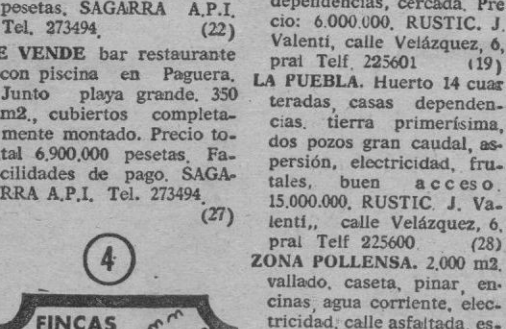 pesetas. SAGARRA A.P.I.
Tel. 273494. (22)
E VENDE bar restaurante
con piscina en Paguera.
Junto playa grande. 350
m2., cubiertos completa-
mente montado. Precio to-
tal 6,900,000 pesetas. Fa-
cilidades de pago. SAGA-
RRA A.P.I. Tel. 273494.
(27)
4
FINCAS
dependencias, cercada. Pre
cio: 6.000.000. RUSTIC. J.
Valenti, calle Velázquez, 6,
pral Telf. 225601 (19)
LA PUEBLA. Huerto 14 cuar
teradas, casas dependen-
cias. tierra primerísima,
dos pozos gran caudal, as-
persión, electricidad, fru-
tales, buen acceso.
15.000.000. RUSTIC. J. Va-
lenti,, calle Velázquez, 6,
pral Telf 225600. (28)
ZONA POLLENSA. 2.000 m2.
vallado, caseta, pinar, en-
cinas, agua corriente, elec-
tricidad, calle asfaltada, es-